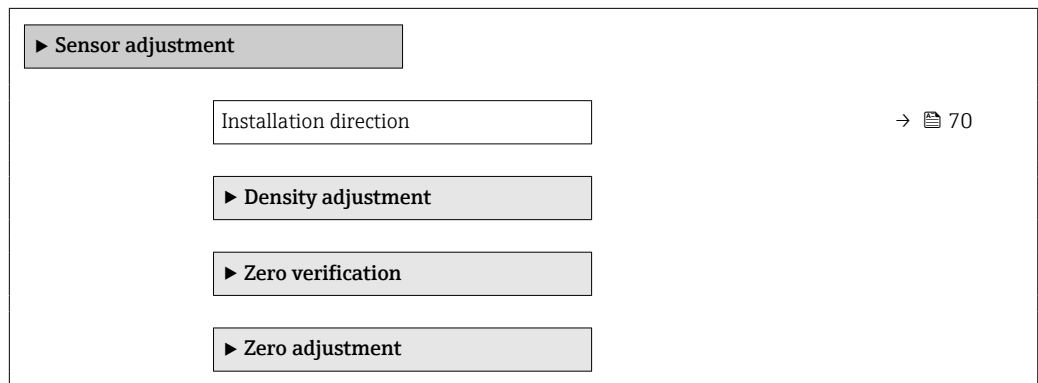 ▶ Sensor adjustment
Installation direction → 70
▶ Density adjustment
▶ Zero verification
▶ Zero adjustment